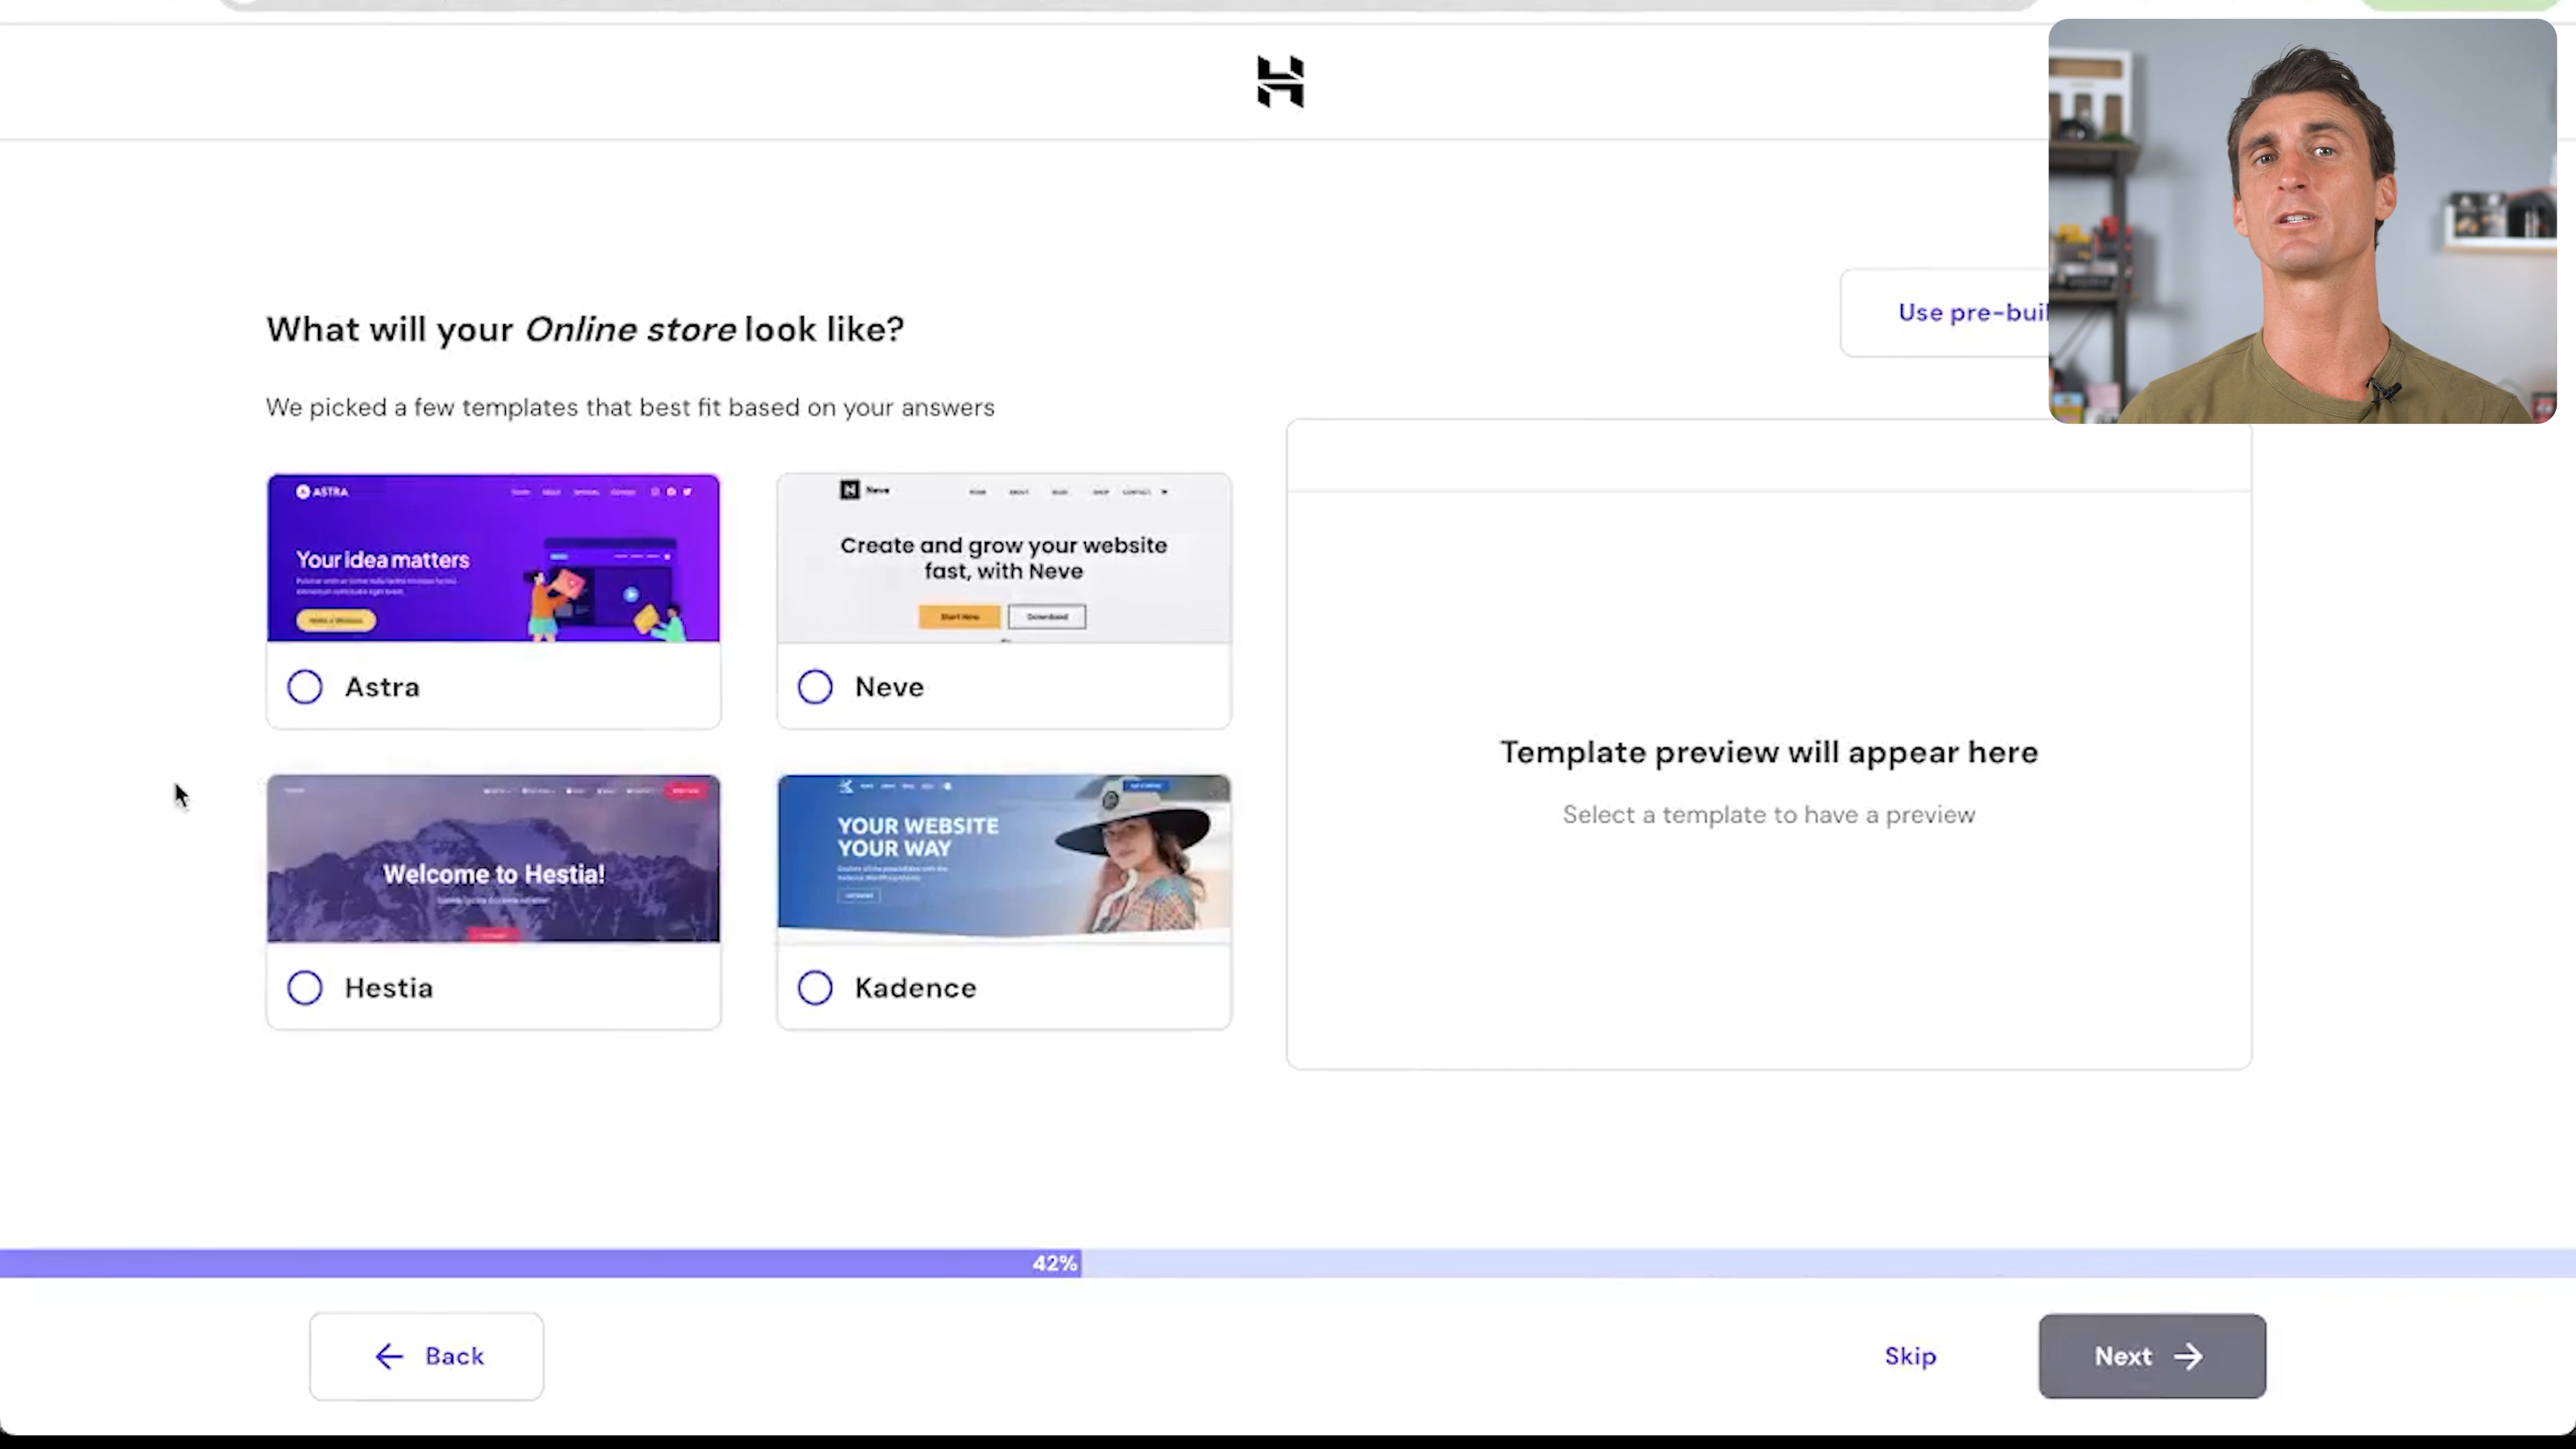 What will your Online store look like?
Use pre-buil
We picked a few templates that best fit based on your answers
ASTRA
Your idea matters
Astra
Neve
Create and grow your website
fast, with Neve
Start Now
Download
Neve
Welcome to Hestia!
Hestia
YOUR WEBSITE
YOUR WAY
Kadence
Template preview will appear here
Select a template to have a preview
42%
Back
Skip
Next